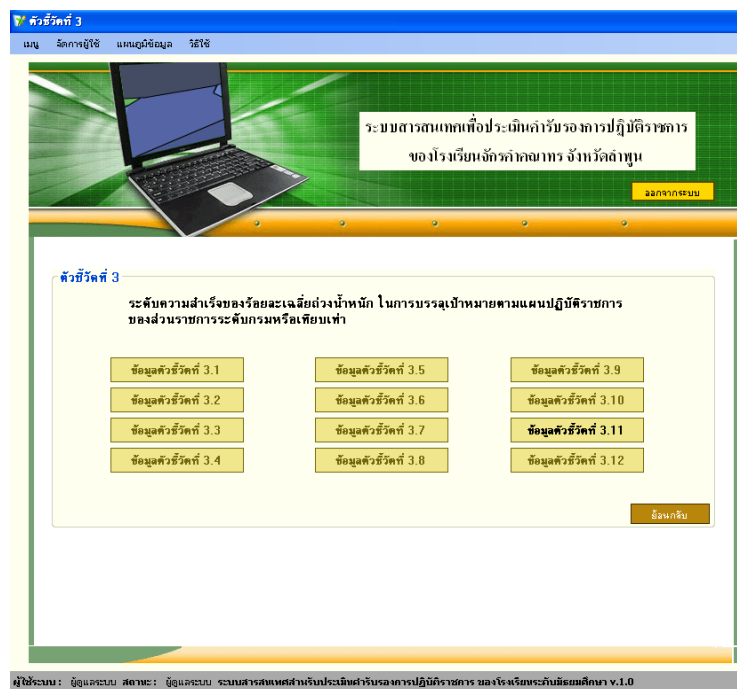 ตัวชี้วัดที่ 3
เมนู จัดการผู้ใช้ แผนภูมิข้อมูล วิธีใช้
ระบบสารสนเทศเพื่อประเมินคำรับรองการปฏิบัติราชการ
ของโรงเรียนจักรคำคณาทร จังหวัดลำพูน
ออกจากระบบ
ตัวชี้วัดที่ 3
ระดับความสำเร็จของร้อยละเฉลี่ยถ่วงน้ำหนัก ในการบรรลุเป้าหมายตามแผนปฏิบัติราชการ
ของส่วนราชการระดับกรมหรือเทียบเท่า
ข้อมูลตัวชี้วัดที่ 3.1 ข้อมูลตัวชี้วัดที่ 3.5 ข้อมูลตัวชี้วัดที่ 3.9
ข้อมูลตัวชี้วัดที่ 3.2 ข้อมูลตัวชี้วัดที่ 3.6 ข้อมูลตัวชี้วัดที่ 3.10
ข้อมูลตัวชี้วัดที่ 3.3 ข้อมูลตัวชี้วัดที่ 3.7 ข้อมูลตัวชี้วัดที่ 3.11
ข้อมูลตัวชี้วัดที่ 3.4 ข้อมูลตัวชี้วัดที่ 3.8 ข้อมูลตัวชี้วัดที่ 3.12
ย้อนกลับ
ผู้ใช้ระบบ : ผู้ดูแลระบบ สถานะ : ผู้ดูแลระบบ ระบบสารสนเทศสำหรับประเมินคำรับรองการปฏิบัติราชการ ของโรงเรียนระดับมัธยมศึกษา v.1.0